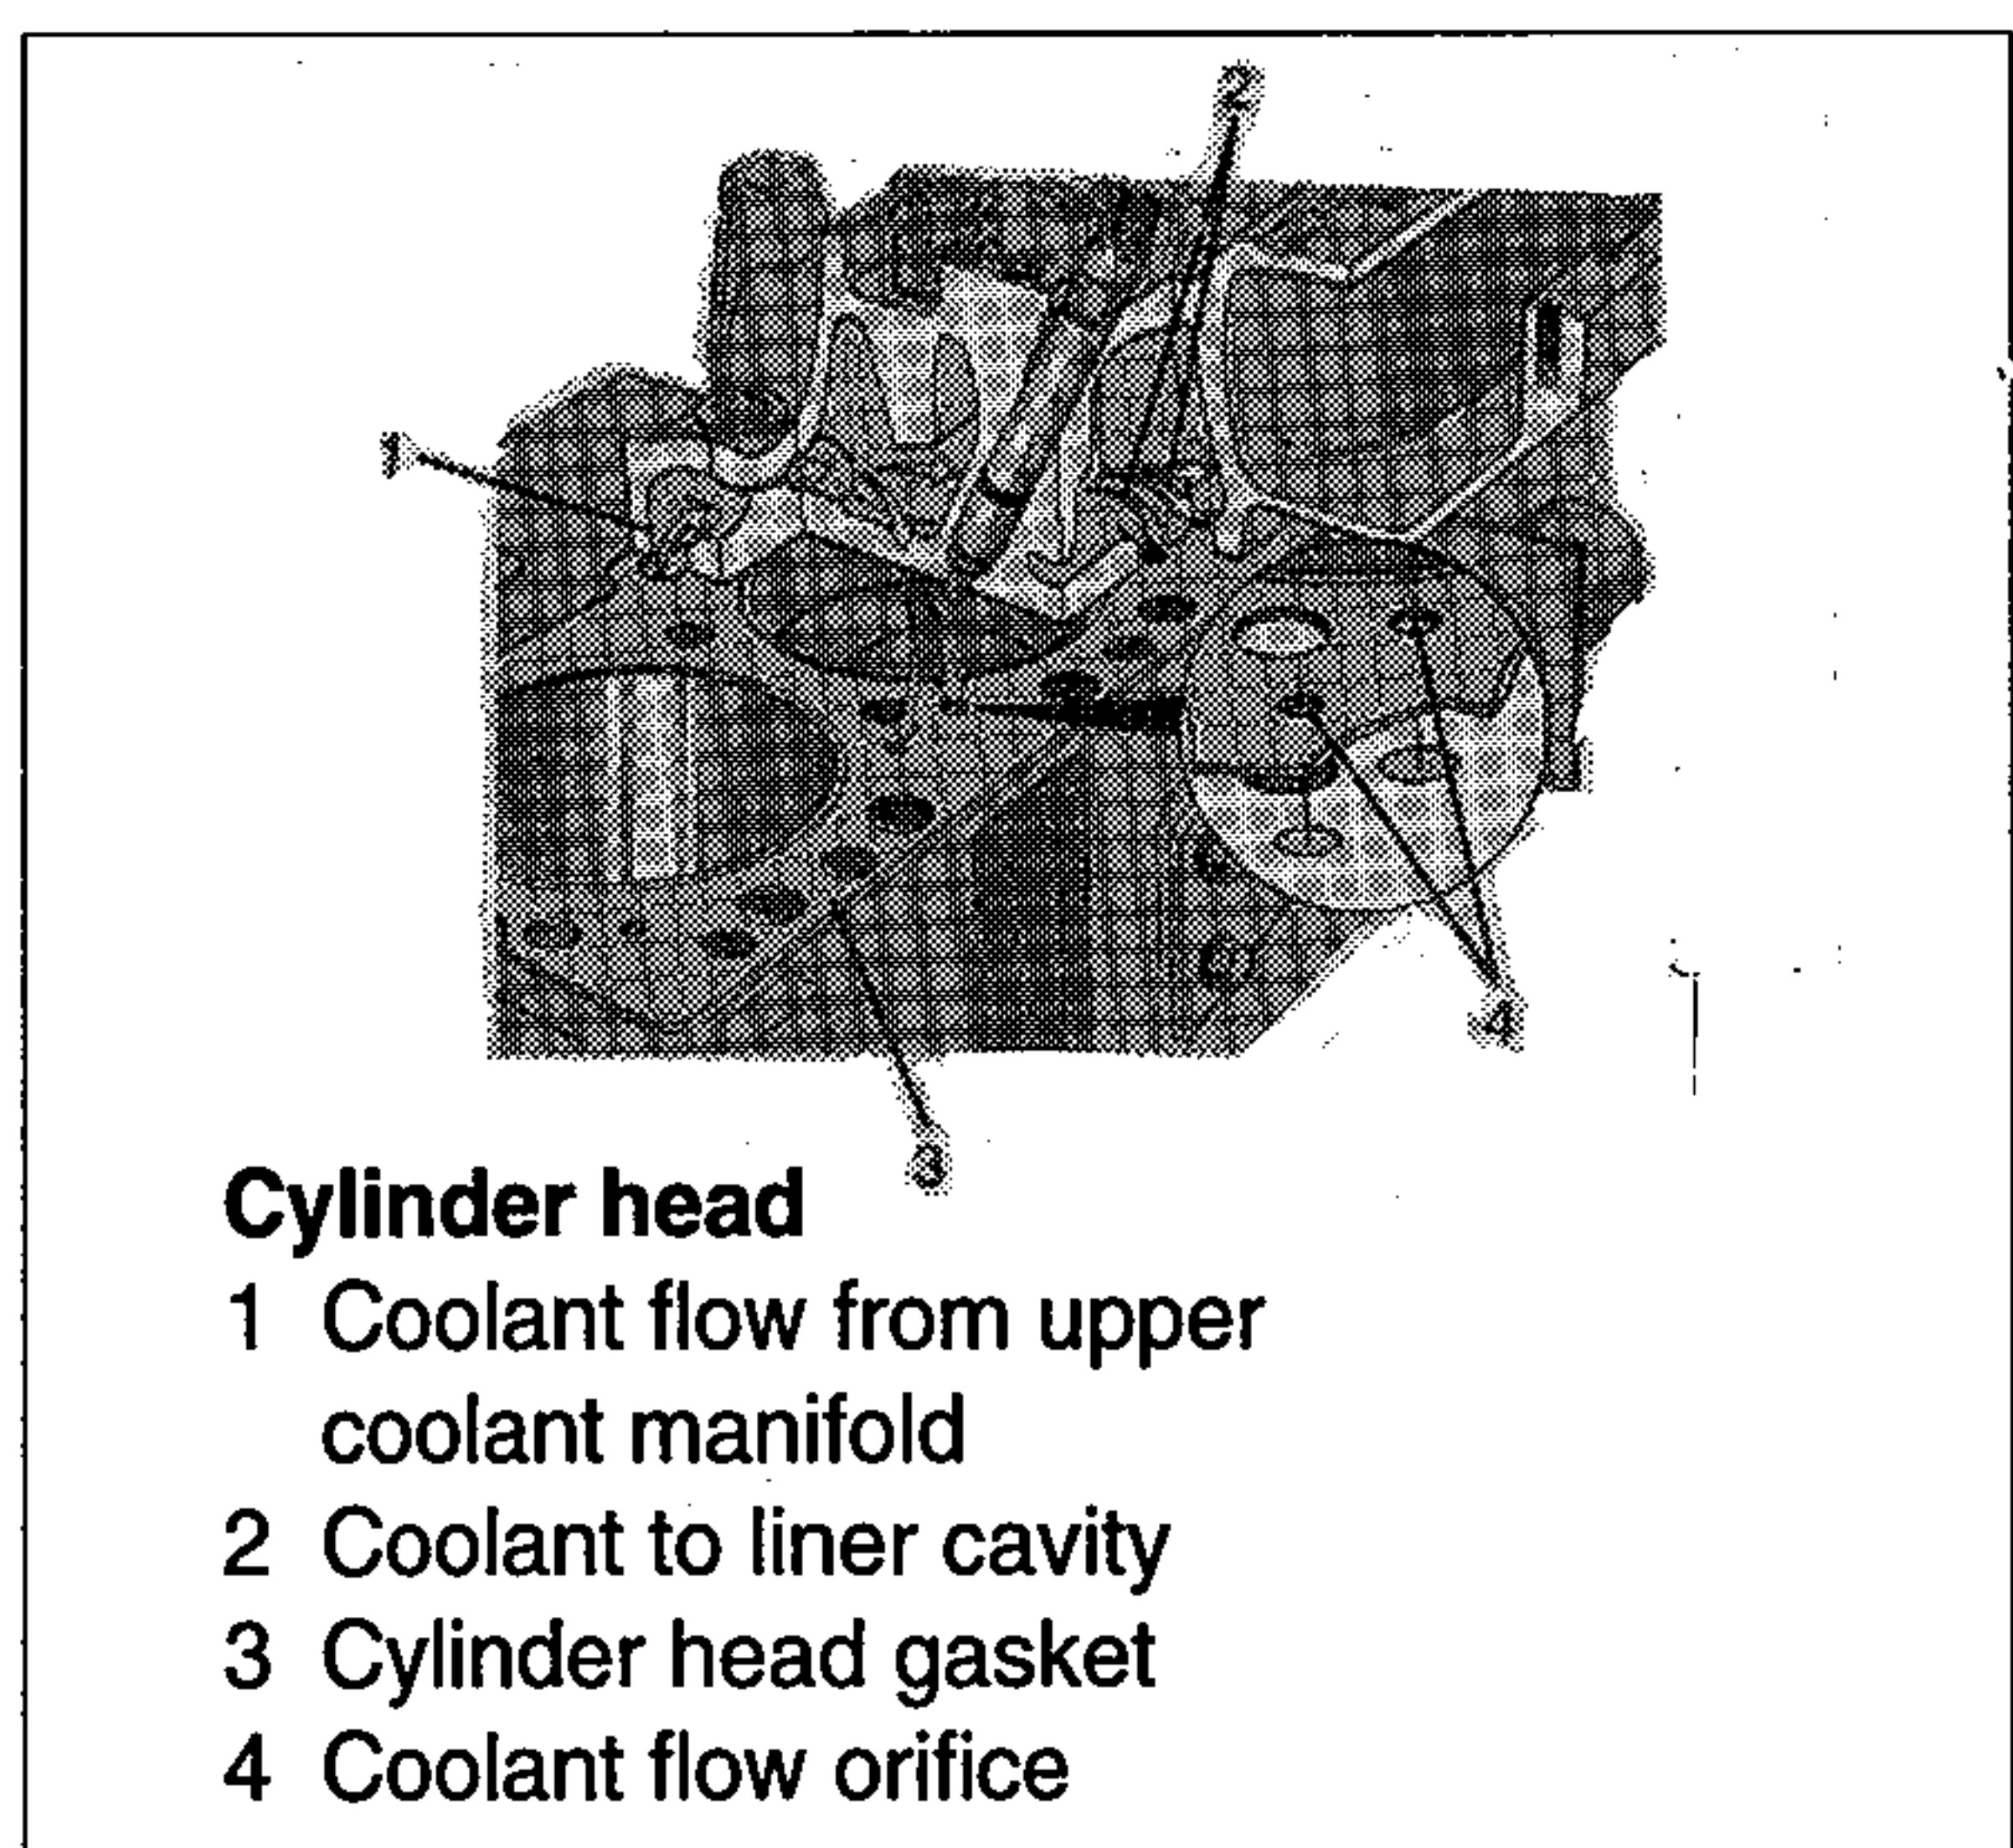 2
1
4
3
Cylinder head
1 Coolant flow from upper
coolant manifold
2 Coolant to liner cavity
3 Cylinder head gasket
4 Coolant flow orifice